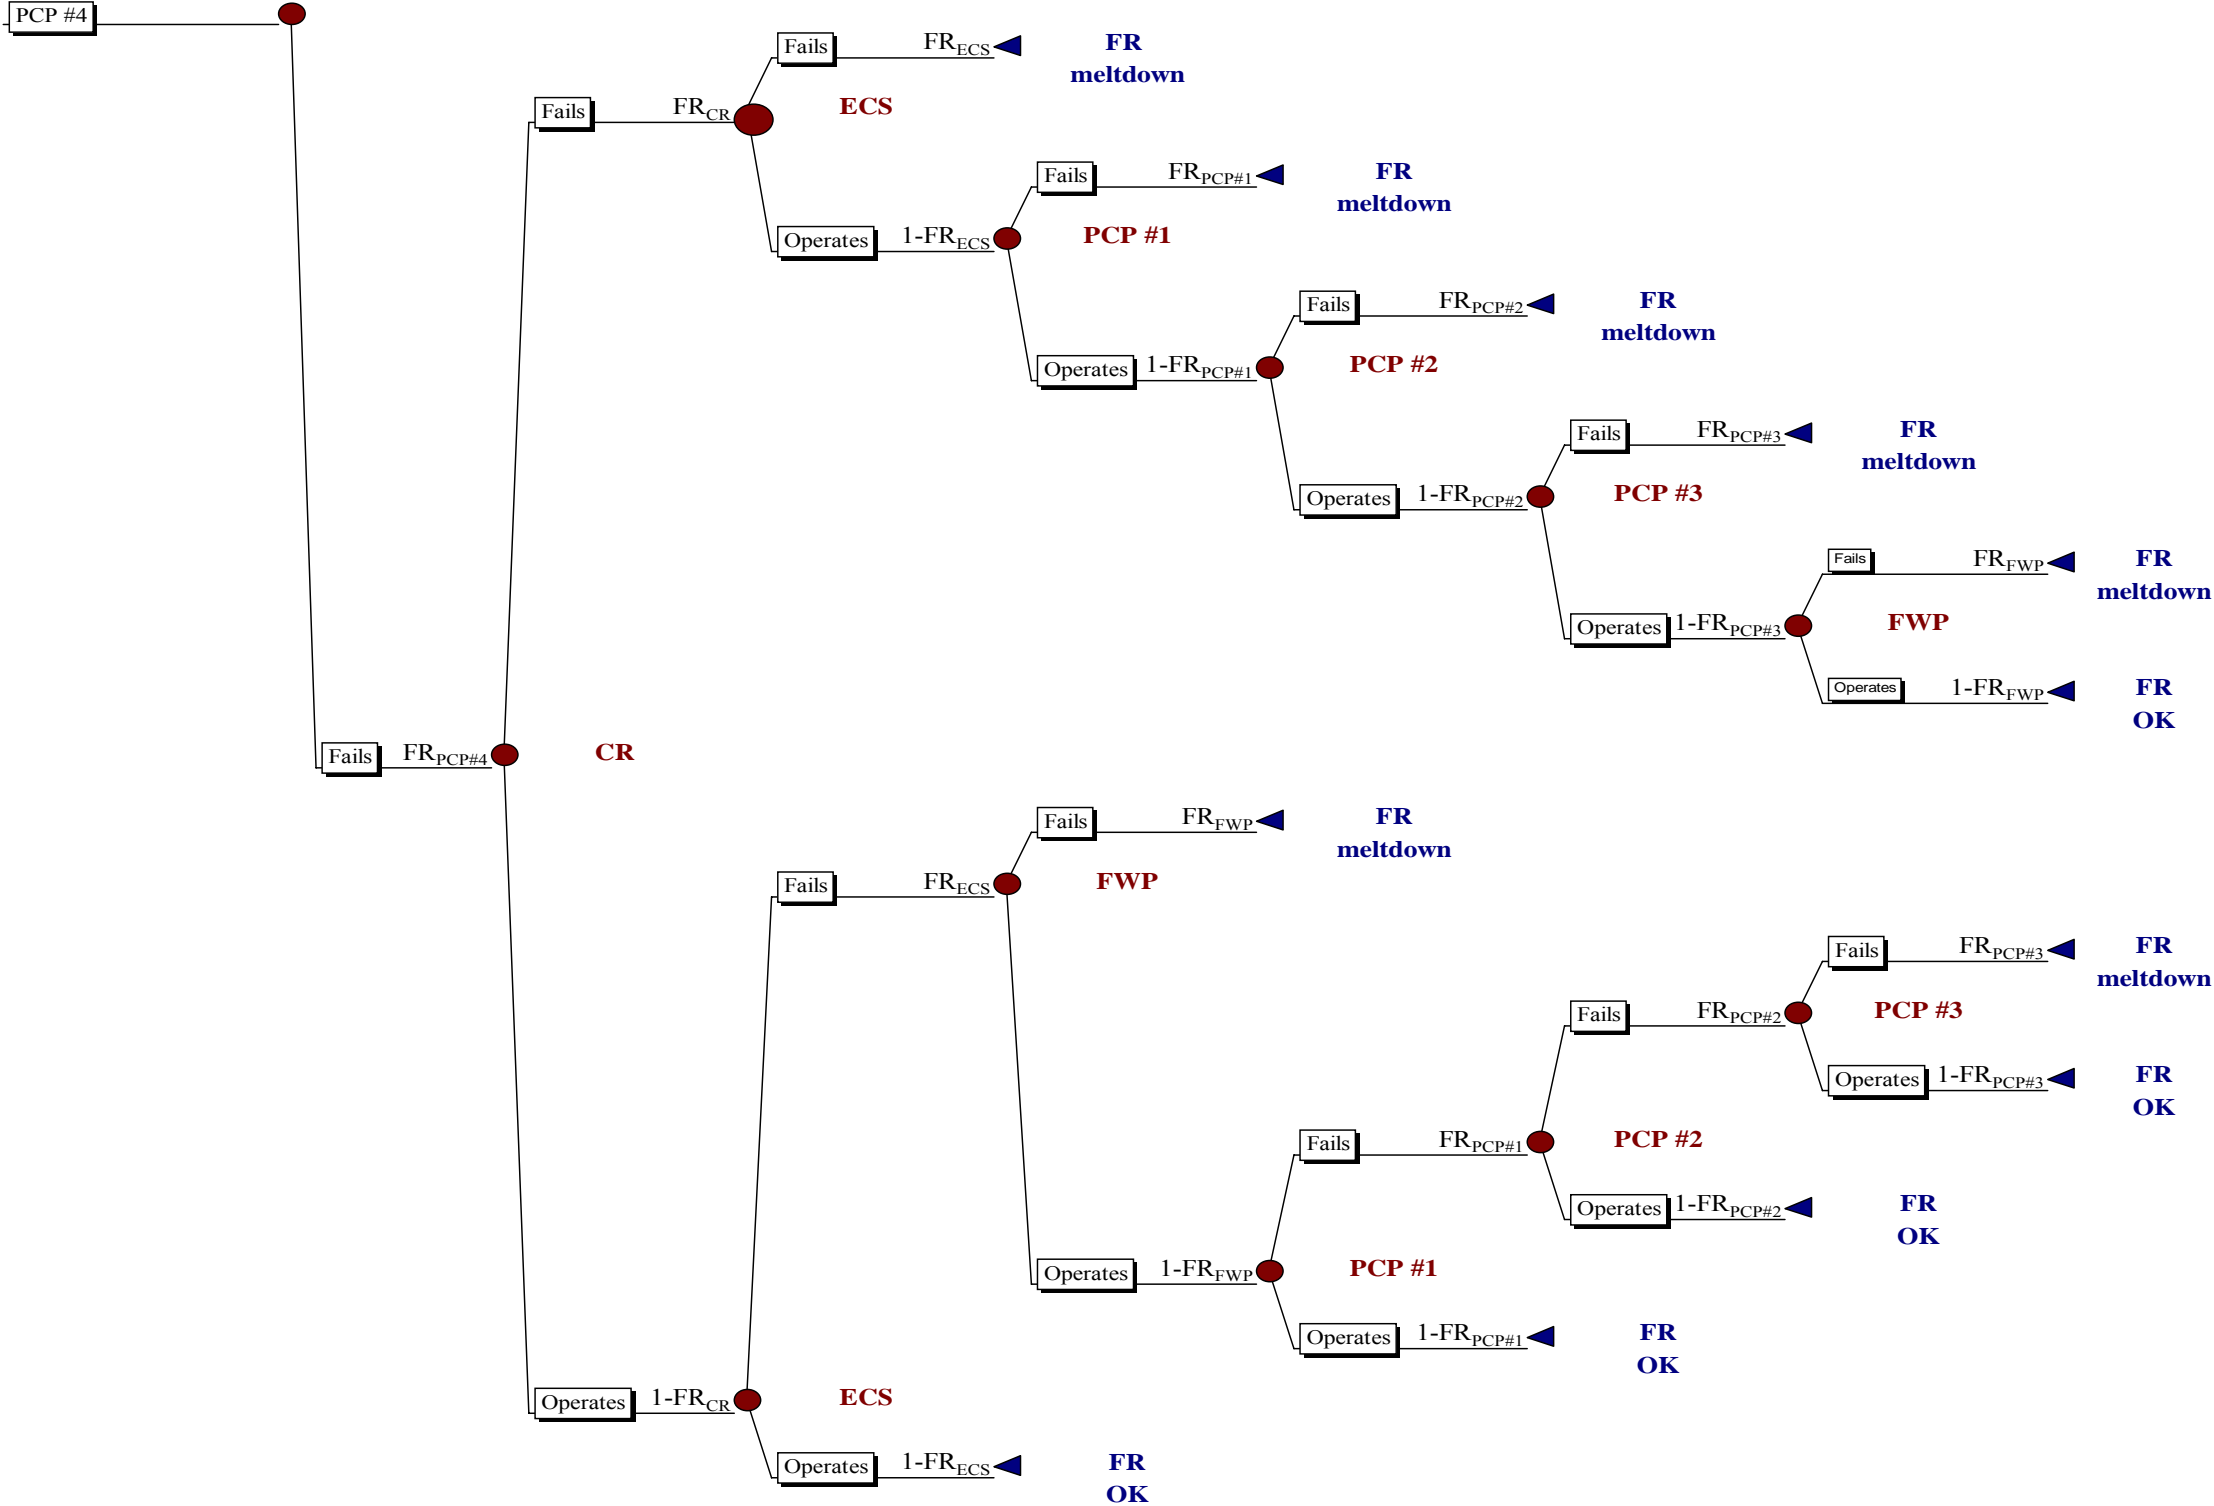 PCP #4
Fails FR_ECS FR
meltdown
Fails FR_CR ECS
Fails FR_PCP#1 FR
meltdown
Operates 1-FR_ECS PCP #1
Fails FR_PCP#2 FR
meltdown
Operates 1-FR_PCP#1 PCP #2
Fails FR_PCP#3 FR
meltdown
Operates 1-FR_PCP#2 PCP #3
Fails FR_FWP FR
meltdown
Operates 1-FR_PCP#3 FWP
Operates 1-FR_FWP FR
OK
Fails FR_PCP#4 CR
Fails FR_FWP FR
meltdown
Fails FR_ECS FWP
Fails FR_PCP#3 FR
meltdown
Fails FR_PCP#2 PCP #3
Operates 1-FR_PCP#3 FR
OK
Fails FR_PCP#1 PCP #2
Operates 1-FR_PCP#2 FR
OK
Operates 1-FR_FWP PCP #1
Operates 1-FR_PCP#1 FR
OK
Operates 1-FR_CR ECS
Operates 1-FR_ECS FR
OK